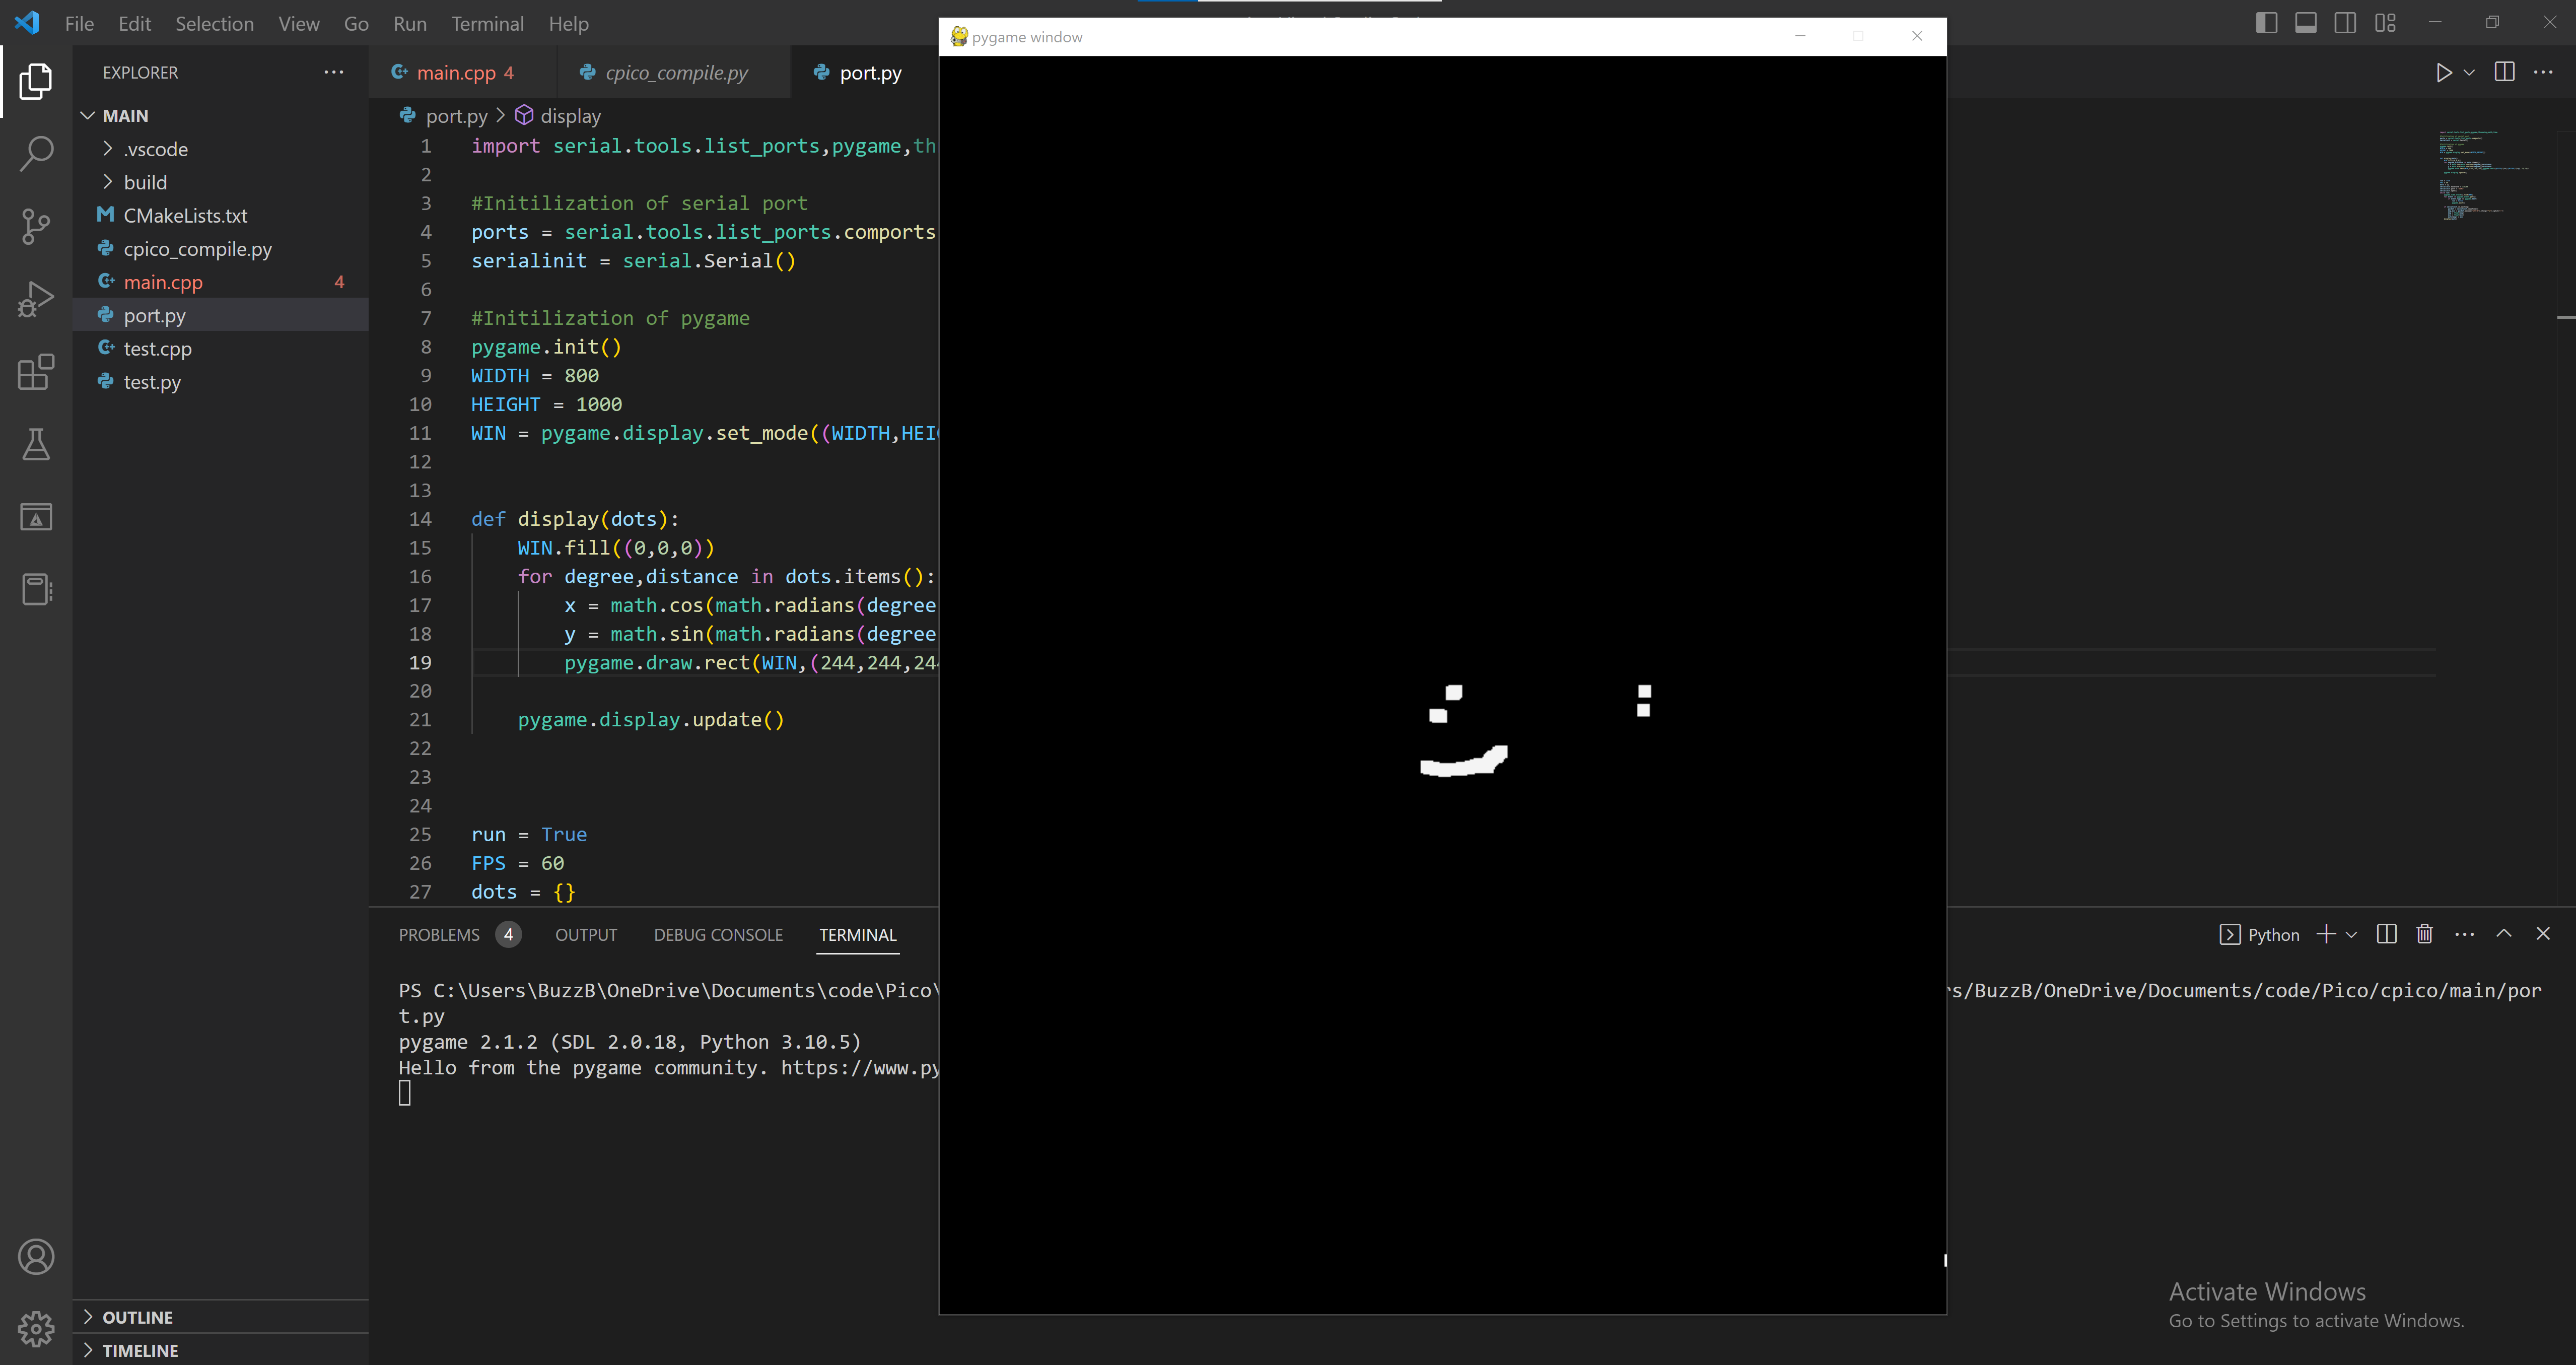 File Edit Selection View Go Run Terminal Help
pygame window
EXPLORER
main.cpp 4
cpico_compile.py
port.py
MAIN
.vscode
build
CMakeLists.txt
cpico_compile.py
main.cpp 4
port.py
test.cpp
test.py
OUTLINE
TIMELINE
port.py > display
1 import serial.tools.list_ports,pygame,th
2
3 #Initilization of serial port
4 ports = serial.tools.list_ports.comports
5 serialinit = serial.Serial()
6
7 #Initilization of pygame
8 pygame.init()
9 WIDTH = 800
10 HEIGHT = 1000
11 WIN = pygame.display.set_mode((WIDTH,HEI
12
13
14 def display(dots):
15 WIN.fill((0,0,0))
16 for degree,distance in dots.items():
17 x = math.cos(math.radians(degree
18 y = math.sin(math.radians(degree
19 pygame.draw.rect(WIN,(244,244,244
20
21 pygame.display.update()
22
23
24
25 run = True
26 FPS = 60
27 dots = {}
PROBLEMS 4 OUTPUT DEBUG CONSOLE TERMINAL
Python
PS C:\Users\BuzzB\OneDrive\Documents\code\Pico\
s/BuzzB/OneDrive/Documents/code/Pico/cpico/main/por
t.py
pygame 2.1.2 (SDL 2.0.18, Python 3.10.5)
Hello from the pygame community. https://www.py
Activate Windows
Go to Settings to activate Windows.